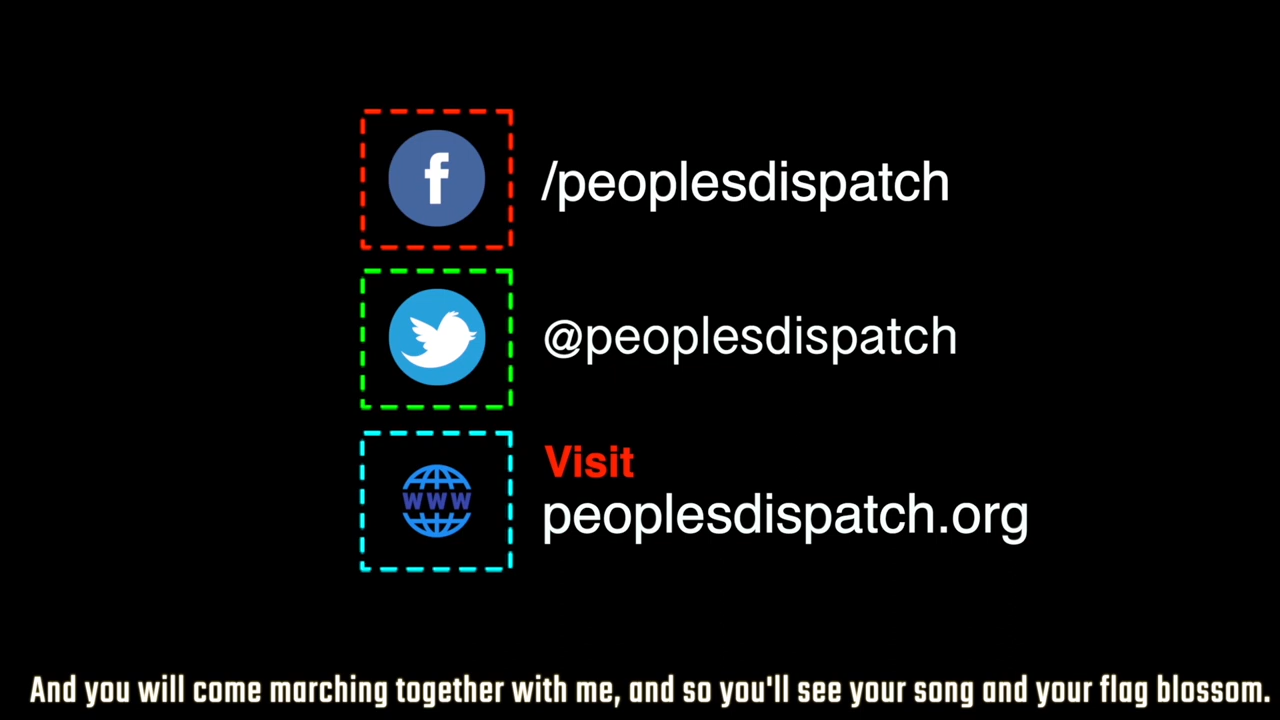 f
/peoplesdispatch
@peoplesdispatch
Visit
www
peoplesdispatch.org
And you will come marching together with me, and so you'll see your song and your flag blossom.